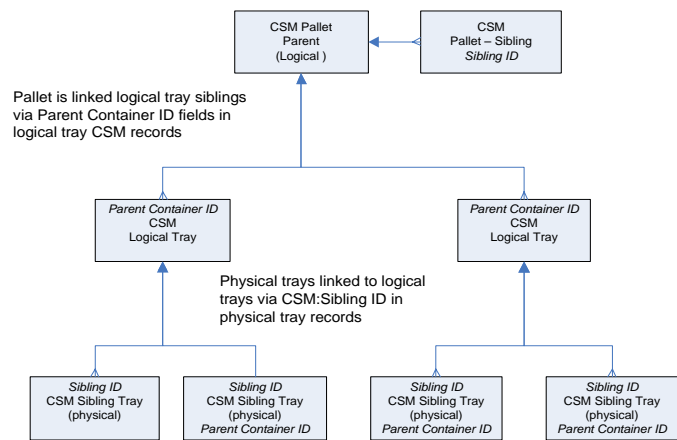 CSM Pallet
Parent
(Logical )
CSM
Pallet – Sibling
Sibling ID
Pallet is linked logical tray siblings
via Parent Container ID fields in
logical tray CSM records
Parent Container ID
CSM
Logical Tray
Parent Container ID
CSM
Logical Tray
Physical trays linked to logical
trays via CSM:Sibling ID in
physical tray records
Sibling ID
CSM Sibling Tray
(physical)
Sibling ID
CSM Sibling Tray
(physical)
Parent Container ID
Sibling ID
CSM Sibling Tray
(physical)
Parent Container ID
Sibling ID
CSM Sibling Tray
(physical)
Parent Container ID